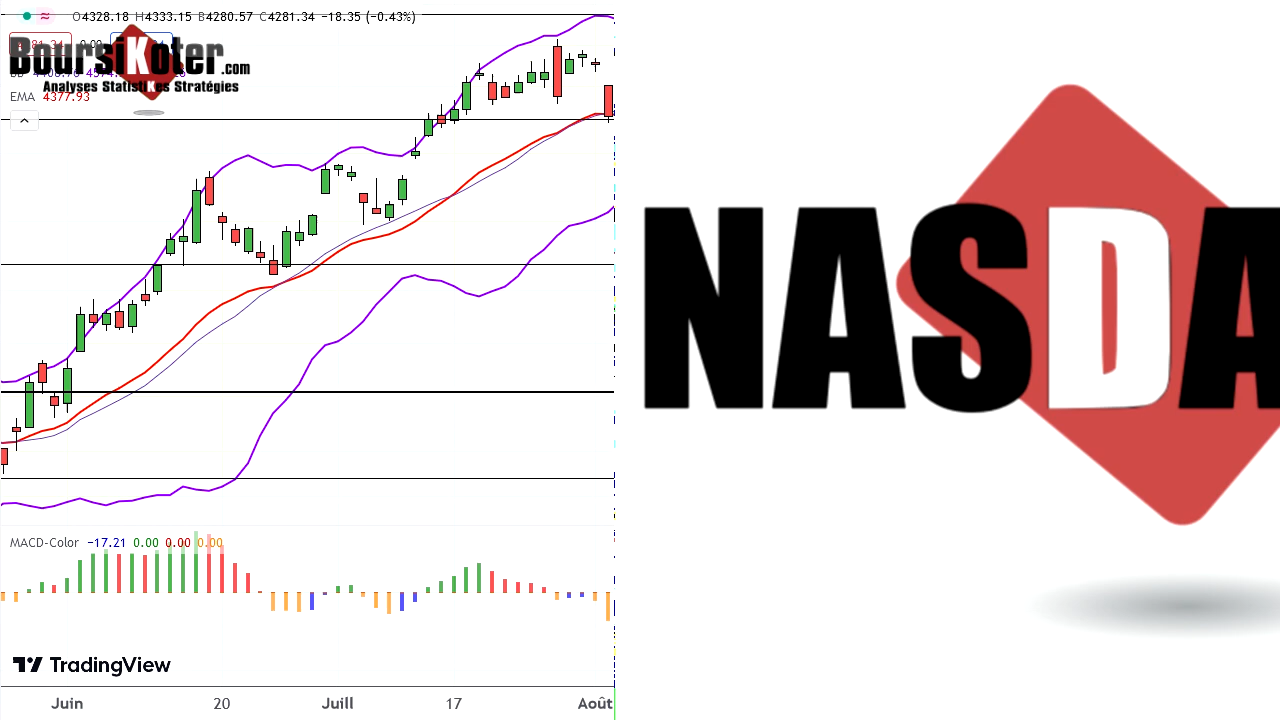 O4328.18 H4333.15 B4280.57 C4281.34 −18.35 (−0.43%)
BoursiKoter.com
Analyses StatistiKes Stratégies
EMA 4377.93
MACD-Color −17.21 0.00 0.00 0.00
TradingView
Juin 20 Juill 17 Août
NASDA